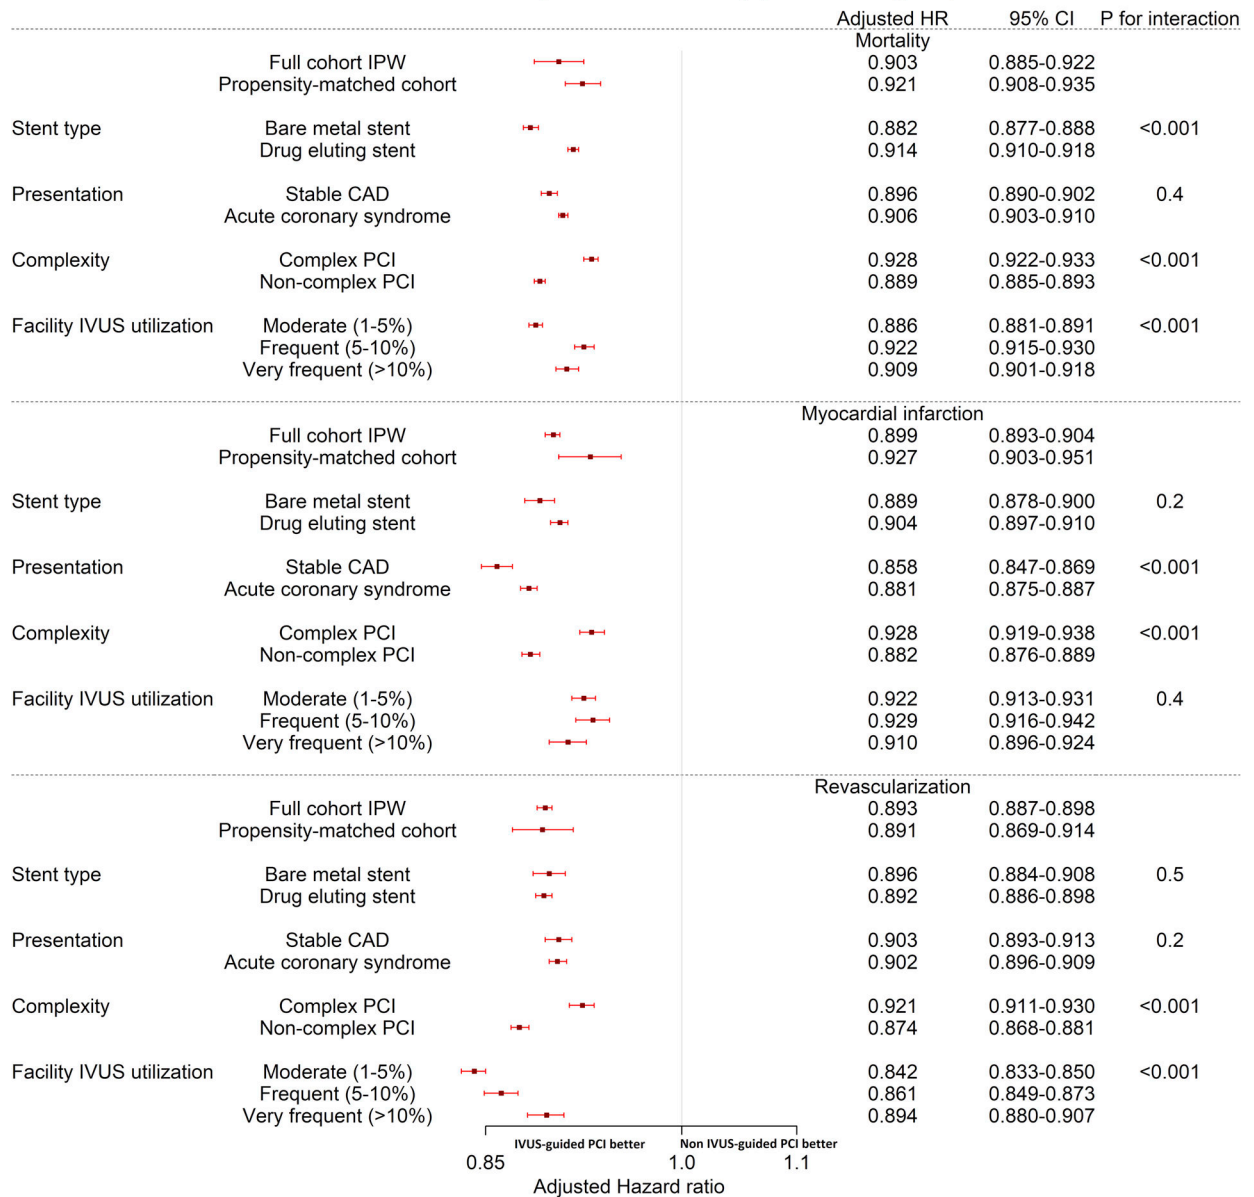 Adjusted HR 95% CI P for interaction
Mortality
Full cohort IPW 0.903 0.885-0.922
Propensity-matched cohort 0.921 0.908-0.935
Stent type Bare metal stent 0.882 0.877-0.888 <0.001
Drug eluting stent 0.914 0.910-0.918
Presentation Stable CAD 0.896 0.890-0.902 0.4
Acute coronary syndrome 0.906 0.903-0.910
Complexity Complex PCI 0.928 0.922-0.933 <0.001
Non-complex PCI 0.889 0.885-0.893
Facility IVUS utilization Moderate (1-5%) 0.886 0.881-0.891 <0.001
Frequent (5-10%) 0.922 0.915-0.930
Very frequent (>10%) 0.909 0.901-0.918
Myocardial infarction
Full cohort IPW 0.899 0.893-0.904
Propensity-matched cohort 0.927 0.903-0.951
Stent type Bare metal stent 0.889 0.878-0.900 0.2
Drug eluting stent 0.904 0.897-0.910
Presentation Stable CAD 0.858 0.847-0.869 <0.001
Acute coronary syndrome 0.881 0.875-0.887
Complexity Complex PCI 0.928 0.919-0.938 <0.001
Non-complex PCI 0.882 0.876-0.889
Facility IVUS utilization Moderate (1-5%) 0.922 0.913-0.931 0.4
Frequent (5-10%) 0.929 0.916-0.942
Very frequent (>10%) 0.910 0.896-0.924
Revascularization
Full cohort IPW 0.893 0.887-0.898
Propensity-matched cohort 0.891 0.869-0.914
Stent type Bare metal stent 0.896 0.884-0.908 0.5
Drug eluting stent 0.892 0.886-0.898
Presentation Stable CAD 0.903 0.893-0.913 0.2
Acute coronary syndrome 0.902 0.896-0.909
Complexity Complex PCI 0.921 0.911-0.930 <0.001
Non-complex PCI 0.874 0.868-0.881
Facility IVUS utilization Moderate (1-5%) 0.842 0.833-0.850 <0.001
Frequent (5-10%) 0.861 0.849-0.873
Very frequent (>10%) 0.894 0.880-0.907
IVUS-guided PCI better Non IVUS-guided PCI better
0.85 1.0 1.1
Adjusted Hazard ratio